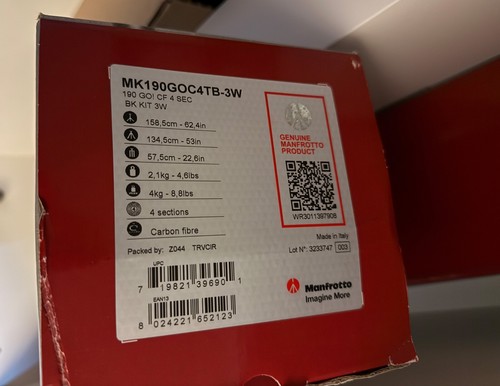 MK190GOC4TB-3W
190 GO! CF 4 SEC
BK KIT 3W
158,5cm - 62,4in
134,5cm - 53in
57,5cm - 22,6in
2,1kg - 4,6lbs
4kg - 8,8lbs
4 sections
Carbon fibre
Packed by: Z044 TRVCIR
UPC
7 19821 39690 1
EAN13
8 024221 652123
GENUINE
MANFROTTO
PRODUCT
WR3011397908
Made in Italy
Lot N°: 3233747 003
Manfrotto
Imagine More